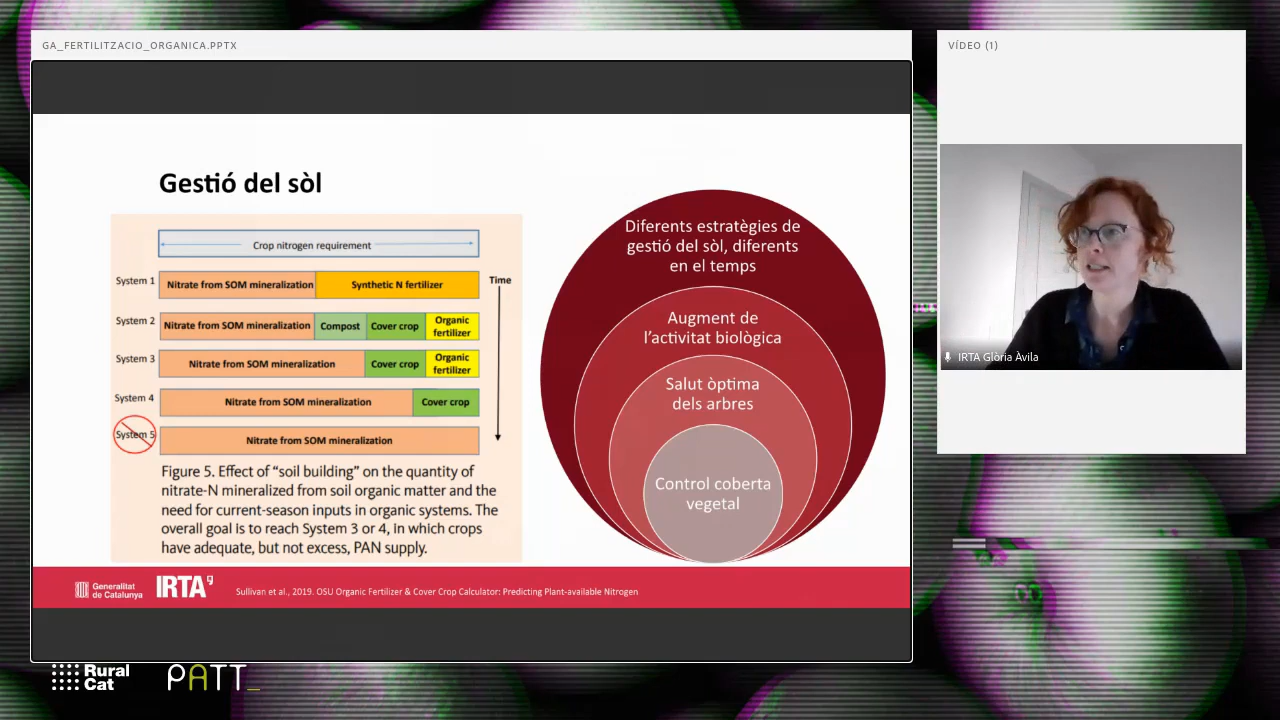 GA_FERTILITZACIO_ORGANICA.PPTX
VÍDEO (1)
Gestió del sòl
Crop nitrogen requirement
System 1
Nitrate from SOM mineralization
Synthetic N fertilizer
Time
System 2
Nitrate from SOM mineralization
Compost
Cover crop
Organic
fertilizer
System 3
Nitrate from SOM mineralization
Cover crop
Organic
fertilizer
System 4
Nitrate from SOM mineralization
Cover crop
System 5
Nitrate from SOM mineralization
Figure 5. Effect of “soil building” on the quantity of
nitrate-N mineralized from soil organic matter and the
need for current-season inputs in organic systems. The
overall goal is to reach System 3 or 4, in which crops
have adequate, but not excess, PAN supply.
Diferents estratègies de
gestió del sòl, diferents
en el temps
Augment de
l’activitat biològica
Salut òptima
dels arbres
Control coberta
vegetal
IRTA Glòria Àvila
Generalitat
de Catalunya
IRTA
Sullivan et al., 2019. OSU Organic Fertilizer & Cover Crop Calculator: Predicting Plant-available Nitrogen
Rural
Cat
PATT_